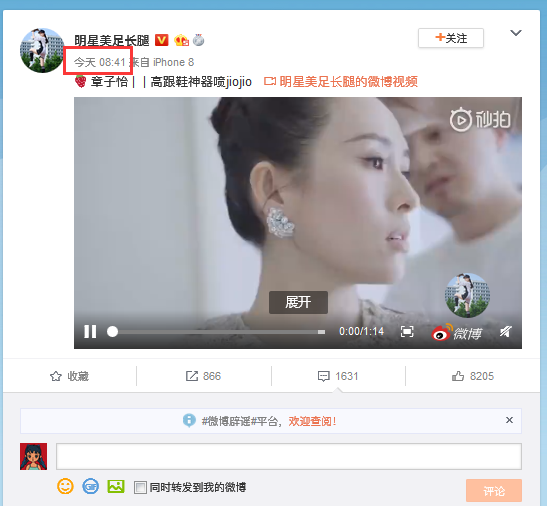 明星美足长腿
+关注
今天 08:41 来自 iPhone 8
章子怡││高跟鞋神器喷jiojio 明星美足长腿的微博视频
秒拍
展开
0:00/1:14
微博
收藏
866
1631
8205
#微博辟谣#平台，欢迎查阅！
同时转发到我的微博
评论